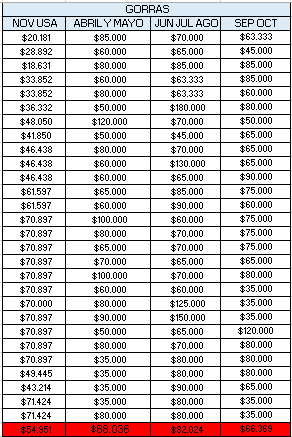 GORRAS
NOV USA ABRIL Y MAYO JUN JUL AGO SEP OCT
$20.181 $85.000 $70.000 $63.333
$28.892 $60.000 $65.000 $45.000
$18.631 $80.000 $85.000 $85.000
$33.852 $60.000 $63.333 $85.000
$33.852 $80.000 $63.333 $60.000
$36.332 $50.000 $180.000 $80.000
$48.050 $120.000 $70.000 $50.000
$41.850 $50.000 $45.000 $65.000
$46.438 $80.000 $70.000 $65.000
$46.438 $60.000 $130.000 $65.000
$46.438 $60.000 $65.000 $90.000
$61.597 $65.000 $85.000 $75.000
$61.597 $60.000 $90.000 $60.000
$70.897 $100.000 $60.000 $75.000
$70.897 $80.000 $70.000 $75.000
$70.897 $65.000 $70.000 $75.000
$70.897 $70.000 $65.000 $65.000
$70.897 $100.000 $70.000 $80.000
$70.897 $60.000 $60.000 $35.000
$70.000 $80.000 $125.000 $35.000
$70.897 $90.000 $150.000 $35.000
$70.897 $50.000 $65.000 $120.000
$70.897 $80.000 $70.000 $80.000
$70.897 $35.000 $80.000 $80.000
$49.445 $35.000 $80.000 $80.000
$43.214 $35.000 $90.000 $65.000
$71.424 $35.000 $80.000 $35.000
$71.424 $80.000 $80.000 $35.000
$54.951